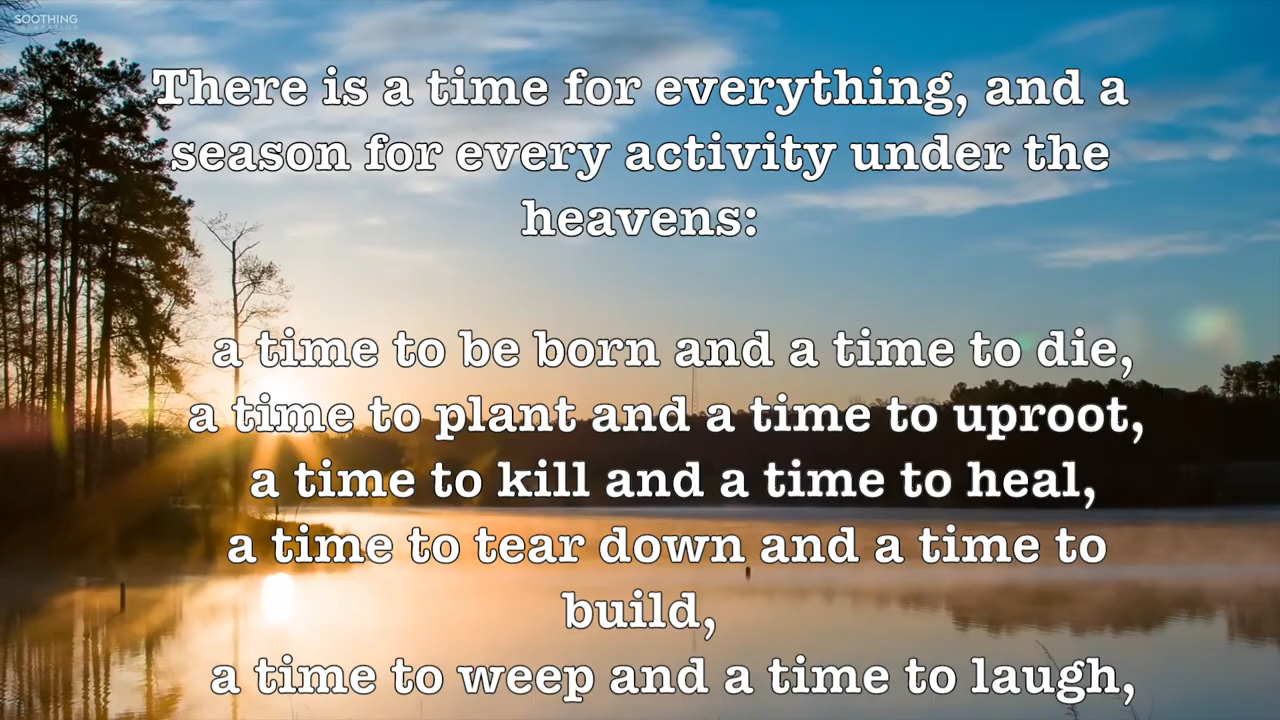 SOOTHING
There is a time for everything, and a
season for every activity under the
heavens:
a time to be born and a time to die,
a time to plant and a time to uproot,
a time to kill and a time to heal,
a time to tear down and a time to
build,
a time to weep and a time to laugh,